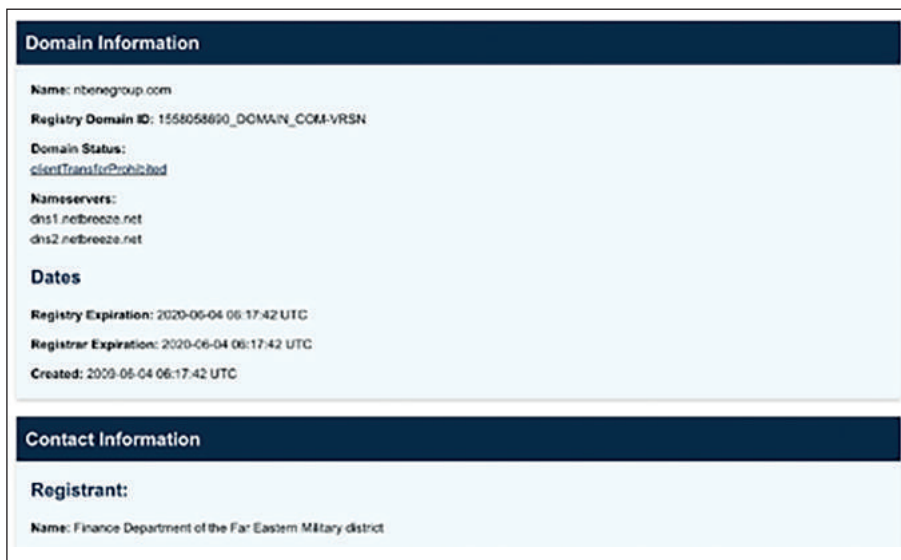 Domain Information
Name: nbenegroup.com
Registry Domain ID: 1558058690_DOMAIN_COM-VRSN
Domain Status:
clientTransferProhibited
Nameservers:
dns1.netbreeze.net
dns2.netbreeze.net
Dates
Registry Expiration: 2020-06-04 06:17:42 UTC
Registrar Expiration: 2020-06-04 06:17:42 UTC
Created: 2009-06-04 06:17:42 UTC
Contact Information
Registrant:
Name: Finance Department of the Far Eastern Military district